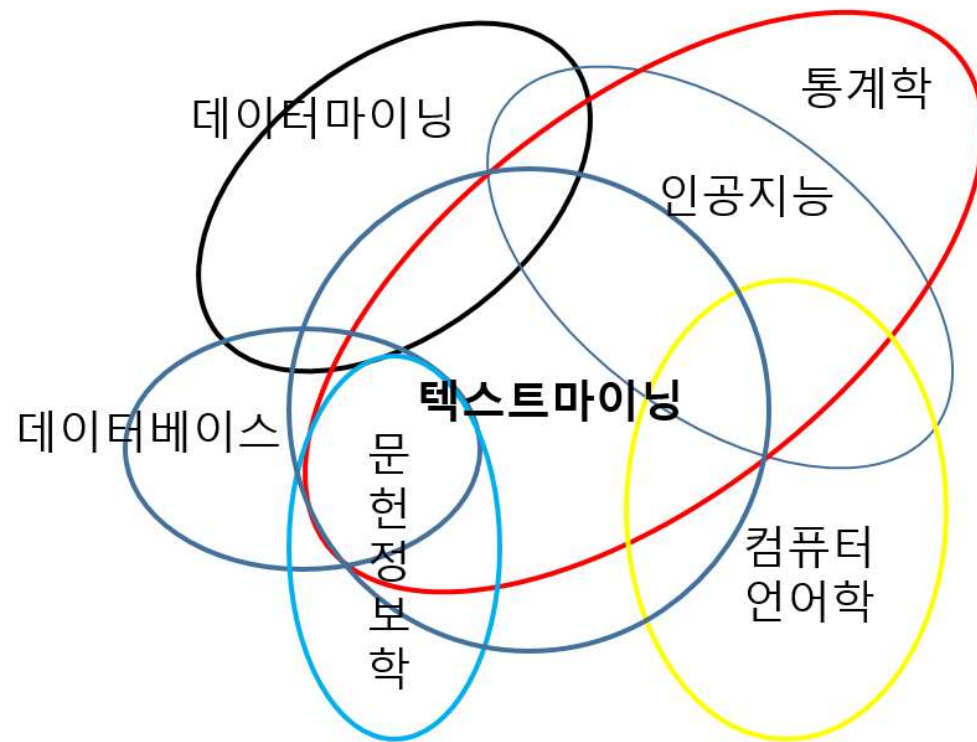 통계학
데이터마이닝
인공지능
텍스트마이닝
데이터베이스
문헌정보학
컴퓨터
언어학